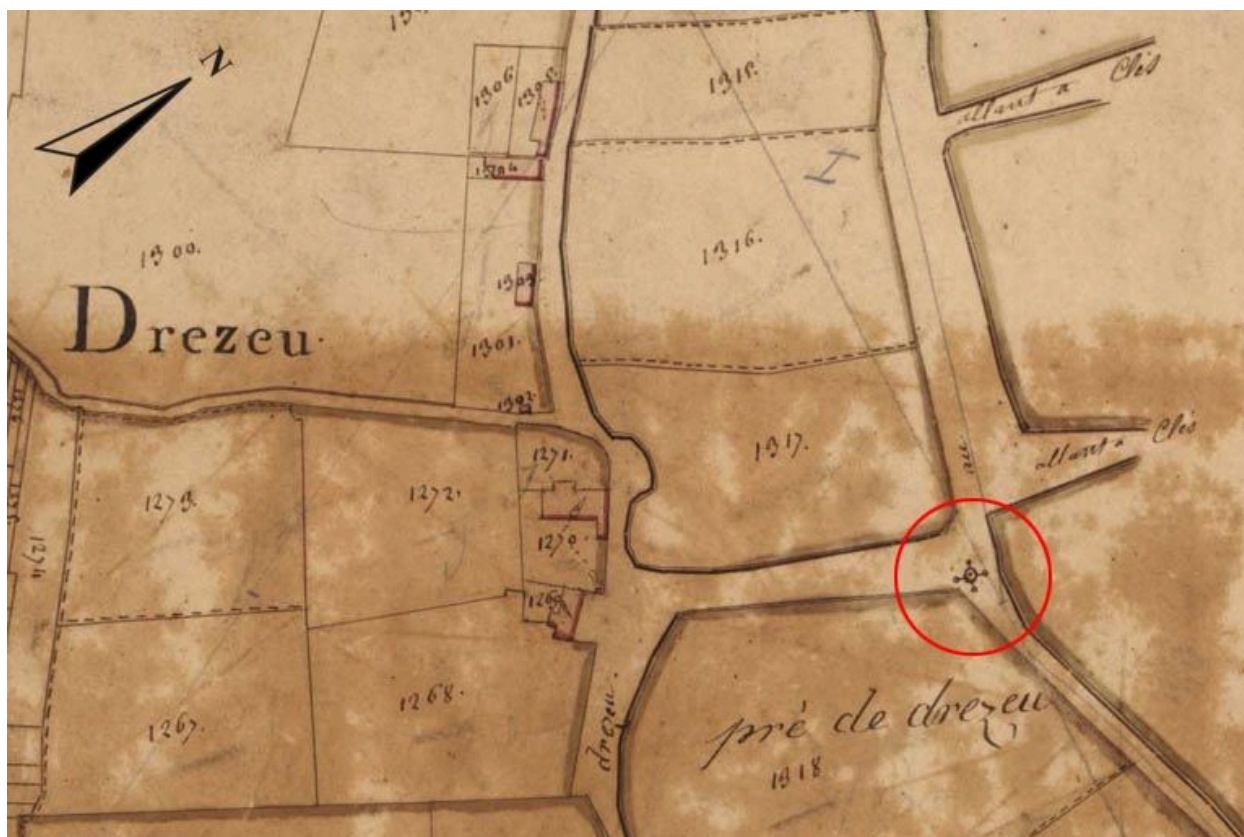 N
1306.
1305.
1315.
allant a Clis
1304
H
1300.
1316.
1303.
Drezeu.
1301.
1302.
1317.
allant a Clis
1271.
1273.
1272.
1270.
1274
1269
1268.
pré de drezeu
1267.
drezeu.
1318